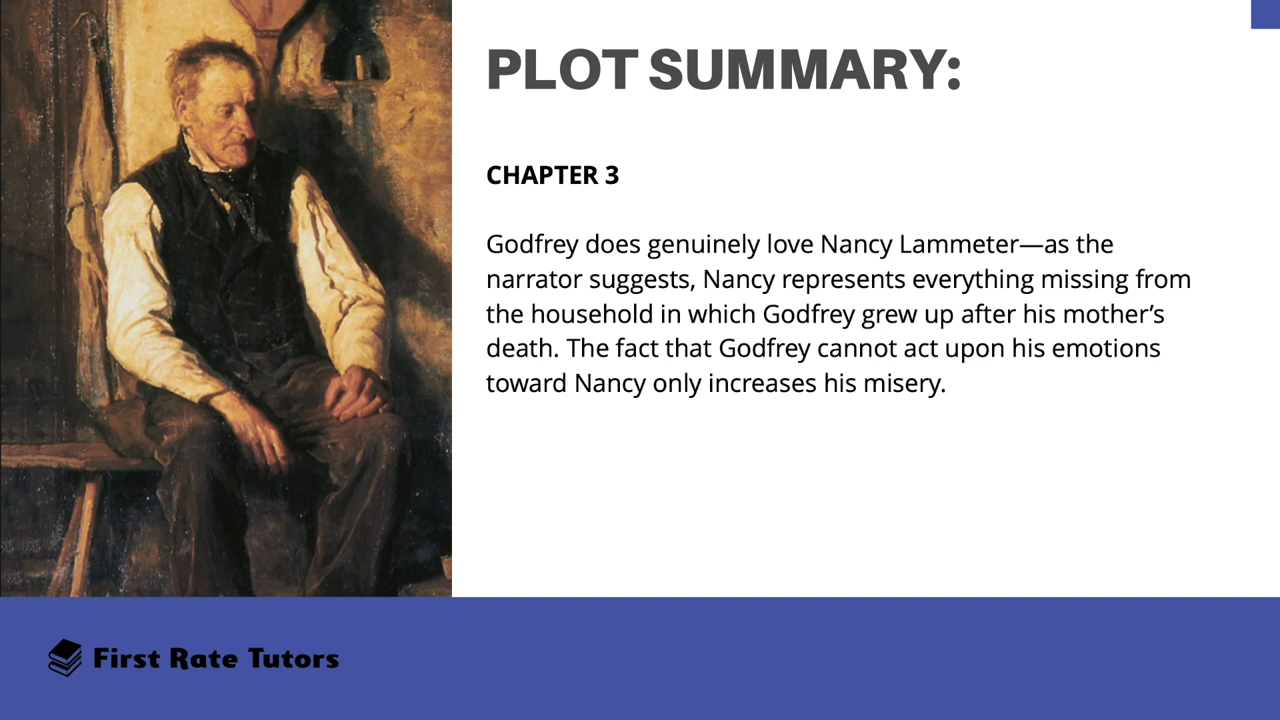 PLOT SUMMARY:
CHAPTER 3
Godfrey does genuinely love Nancy Lammeter—as the
narrator suggests, Nancy represents everything missing from
the household in which Godfrey grew up after his mother’s
death. The fact that Godfrey cannot act upon his emotions
toward Nancy only increases his misery.
First Rate Tutors